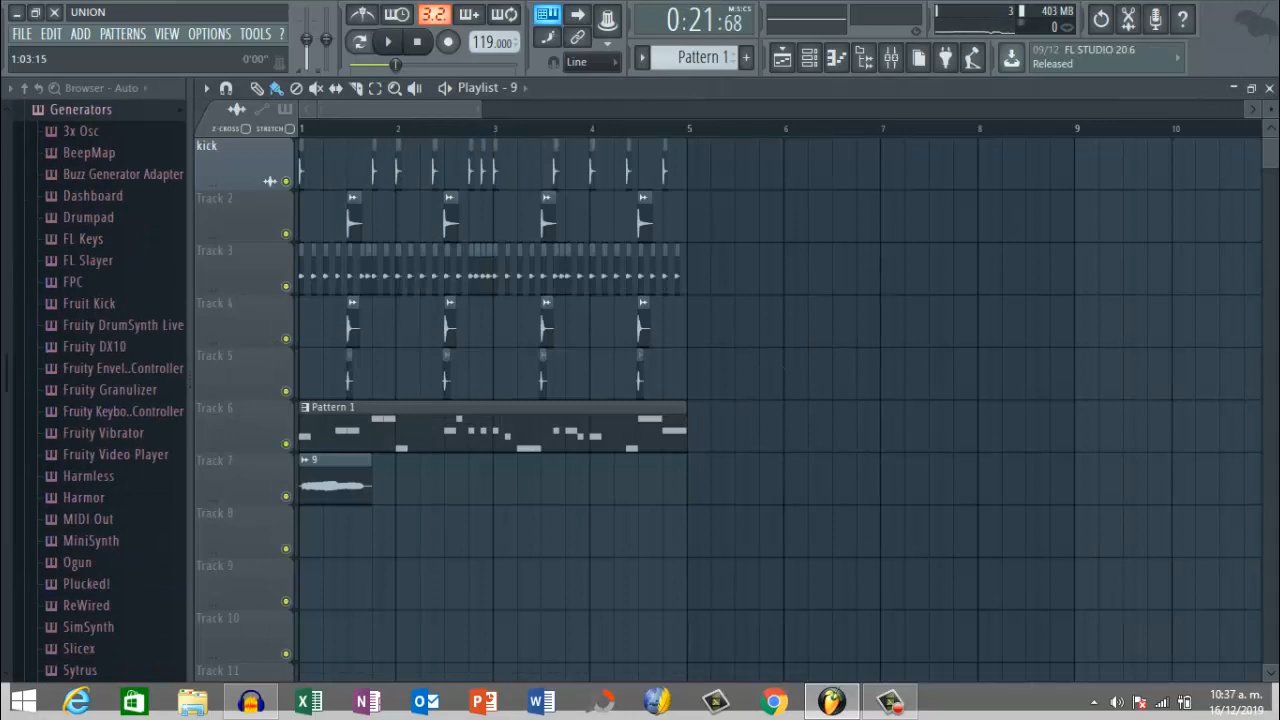 UNION
FILE EDIT ADD PATTERNS VIEW OPTIONS TOOLS ?
1:03:15 0'00"
3.2.
119.000
Line
0:21:68
M:S:CS
Pattern 1
3 403 MB
0
09/12 FL STUDIO 20.6
Released
Browser - Auto
Playlist - 9
Generators
3x Osc
BeepMap
Buzz Generator Adapter
Dashboard
Drumpad
FL Keys
FL Slayer
FPC
Fruit Kick
Fruity DrumSynth Live
Fruity DX10
Fruity Envel..Controller
Fruity Granulizer
Fruity Keybo..Controller
Fruity Vibrator
Fruity Video Player
Harmless
Harmor
MIDI Out
MiniSynth
Ogun
Plucked!
ReWired
SimSynth
Slicex
Sytrus
Z-CROSS STRETCH
1 2 3 4 5 6 7 8 9 10
kick
Track 2
Track 3
Track 4
Track 5
Track 6
Pattern 1
Track 7
9
Track 8
Track 9
Track 10
Track 11
10:37 a. m.
16/12/2019